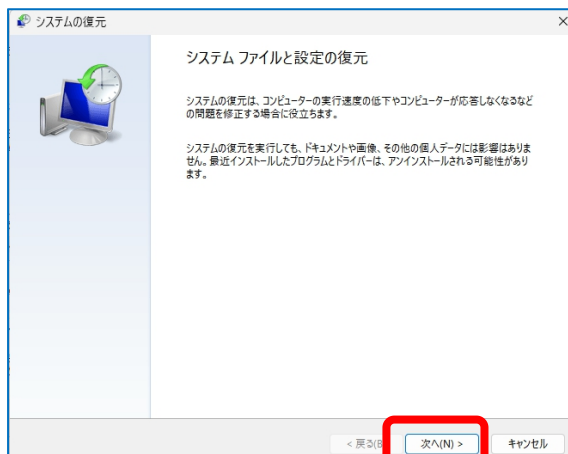 システムの復元
システム ファイルと設定の復元
システムの復元は、コンピューターの実行速度の低下やコンピューターが応答しなくなるなど
の問題を修正する場合に役立ちます。
システムの復元を実行しても、ドキュメントや画像、その他の個人データには影響はありま
せん。最近インストールしたプログラムとドライバーは、アンインストールされる可能性があり
ます。
< 戻る(B 次へ(N) > キャンセル